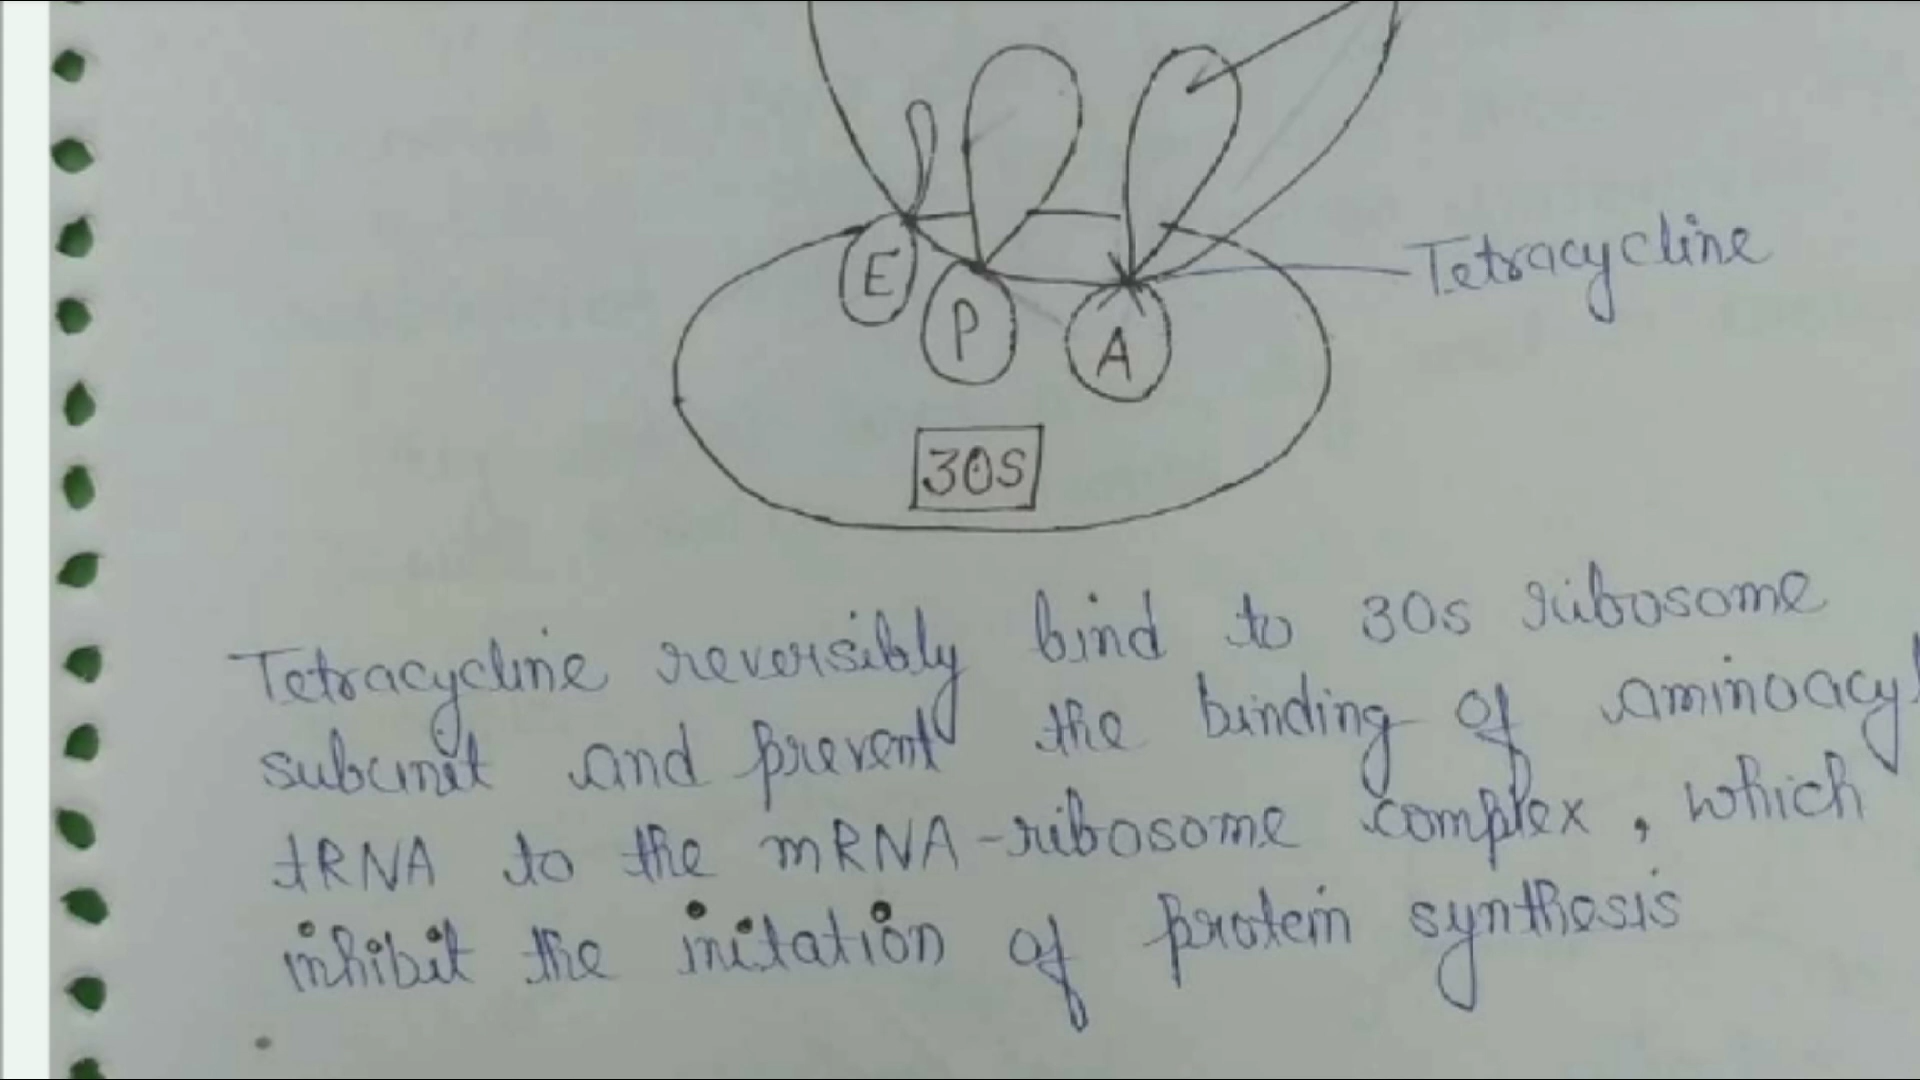 E
P
A
Tetracycline
30S
Tetracycline reversibly bind to 30s ribosome
subunit and prevent the binding of aminoacyl
tRNA to the mRNA-ribosome complex, which
inhibit the initation of protein synthesis